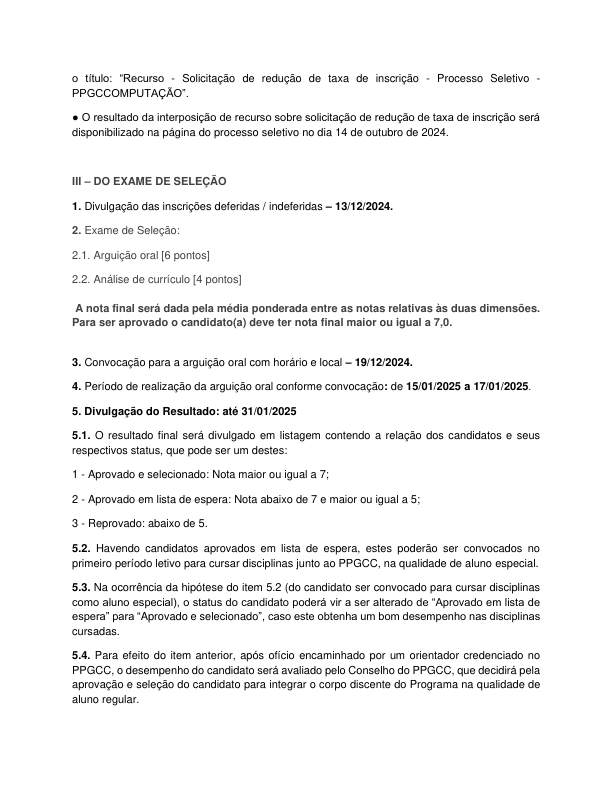 o título: “Recurso - Solicitação de redução de taxa de inscrição - Processo Seletivo -
PPGCCOMPUTAÇÃO”.
● O resultado da interposição de recurso sobre solicitação de redução de taxa de inscrição será
disponibilizado na página do processo seletivo no dia 14 de outubro de 2024.
III – DO EXAME DE SELEÇÃO
1. Divulgação das inscrições deferidas / indeferidas – 13/12/2024.
2. Exame de Seleção:
2.1. Arguição oral [6 pontos]
2.2. Análise de currículo [4 pontos]
A nota final será dada pela média ponderada entre as notas relativas às duas dimensões.
Para ser aprovado o candidato(a) deve ter nota final maior ou igual a 7,0.
3. Convocação para a arguição oral com horário e local – 19/12/2024.
4. Período de realização da arguição oral conforme convocação: de 15/01/2025 a 17/01/2025.
5. Divulgação do Resultado: até 31/01/2025
5.1. O resultado final será divulgado em listagem contendo a relação dos candidatos e seus
respectivos status, que pode ser um destes:
1 - Aprovado e selecionado: Nota maior ou igual a 7;
2 - Aprovado em lista de espera: Nota abaixo de 7 e maior ou igual a 5;
3 - Reprovado: abaixo de 5.
5.2. Havendo candidatos aprovados em lista de espera, estes poderão ser convocados no
primeiro período letivo para cursar disciplinas junto ao PPGCC, na qualidade de aluno especial.
5.3. Na ocorrência da hipótese do item 5.2 (do candidato ser convocado para cursar disciplinas
como aluno especial), o status do candidato poderá vir a ser alterado de “Aprovado em lista de
espera” para “Aprovado e selecionado”, caso este obtenha um bom desempenho nas disciplinas
cursadas.
5.4. Para efeito do item anterior, após ofício encaminhado por um orientador credenciado no
PPGCC, o desempenho do candidato será avaliado pelo Conselho do PPGCC, que decidirá pela
aprovação e seleção do candidato para integrar o corpo discente do Programa na qualidade de
aluno regular.